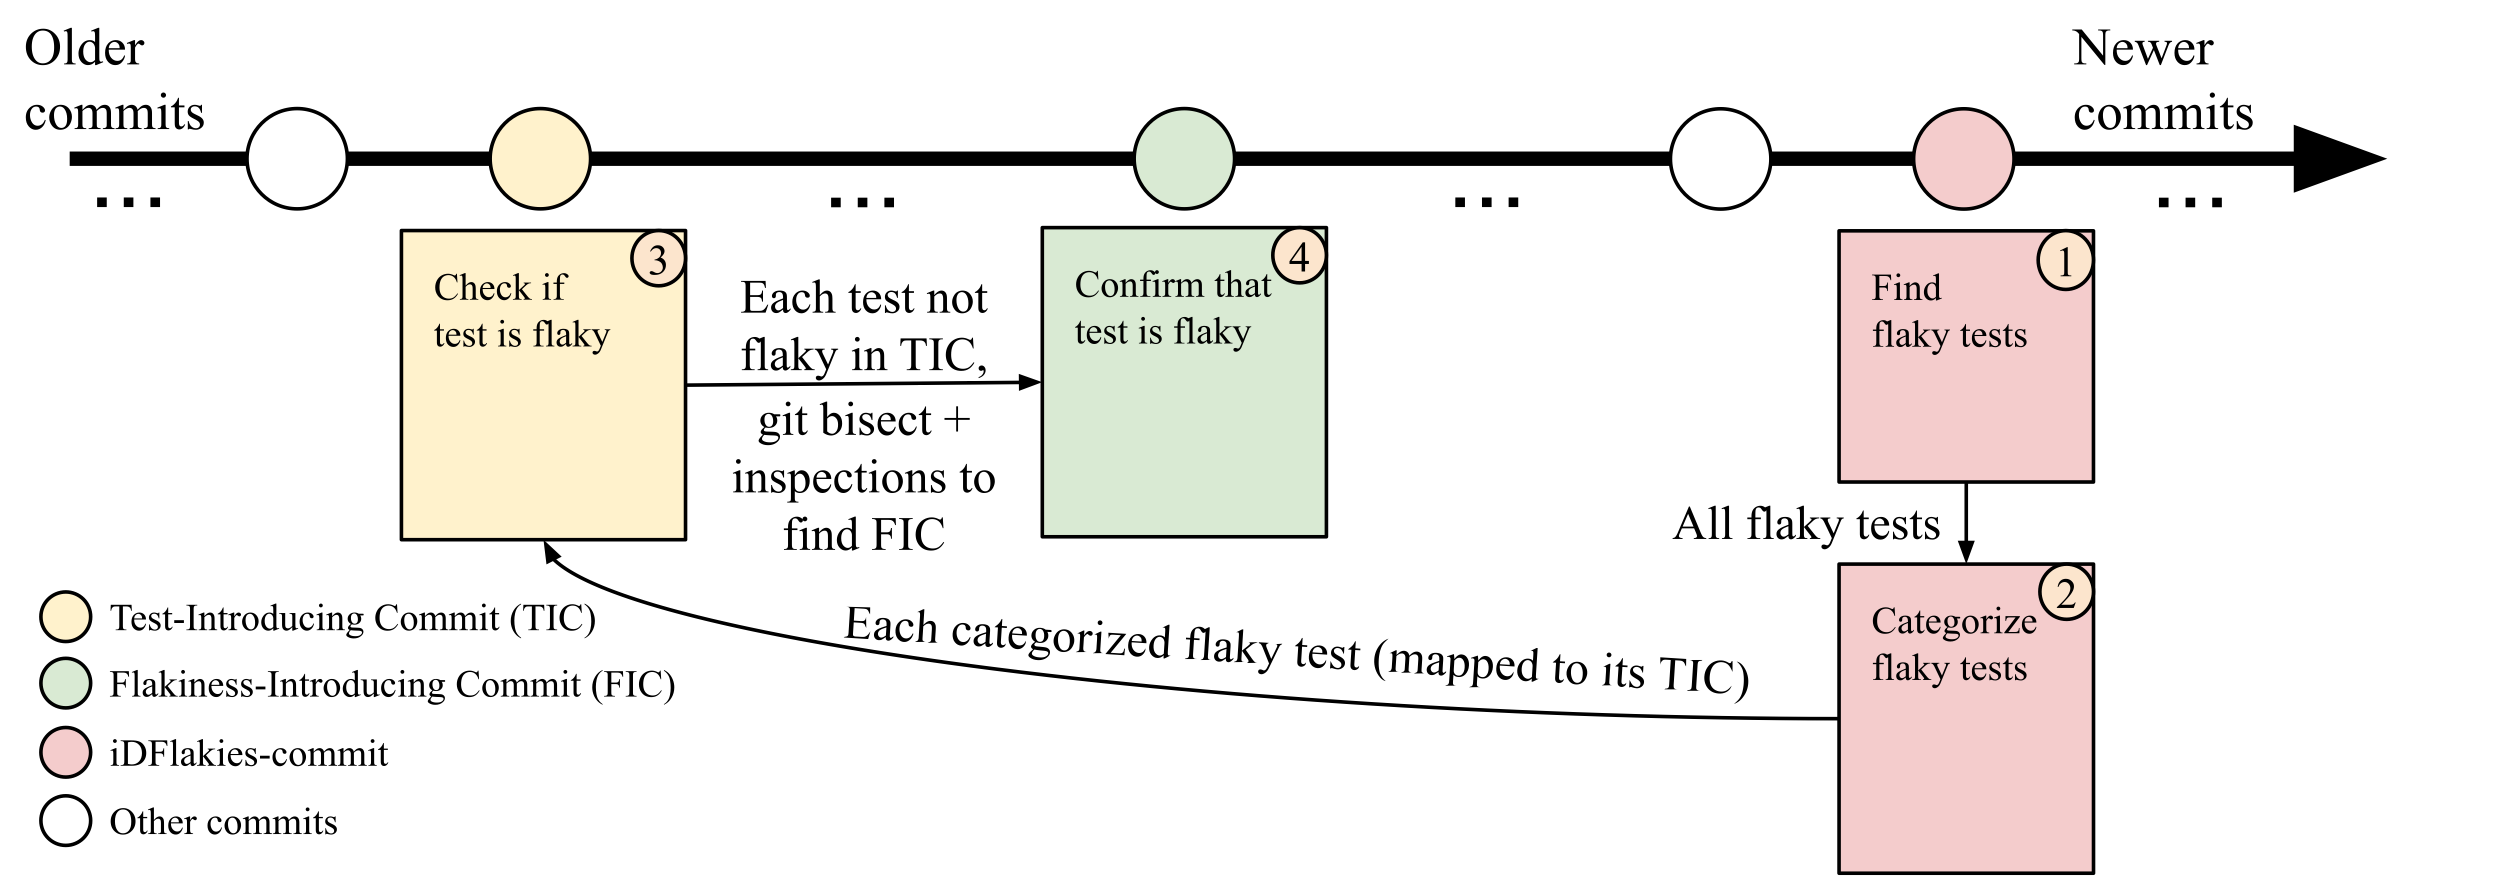 Older
commits
Newer
commits
...
...
...
...
3
Check if
test is flaky
Each test not
flaky in TIC,
git bisect +
inspections to
find FIC
4
Confirm that
test is flaky
1
Find
flaky tests
All flaky tests
2
Categorize
flaky tests
Each categorized flaky test (mapped to its TIC)
Test-Introducing Commit (TIC)
Flakiness-Introducing Commit (FIC)
iDFlakies-commit
Other commits